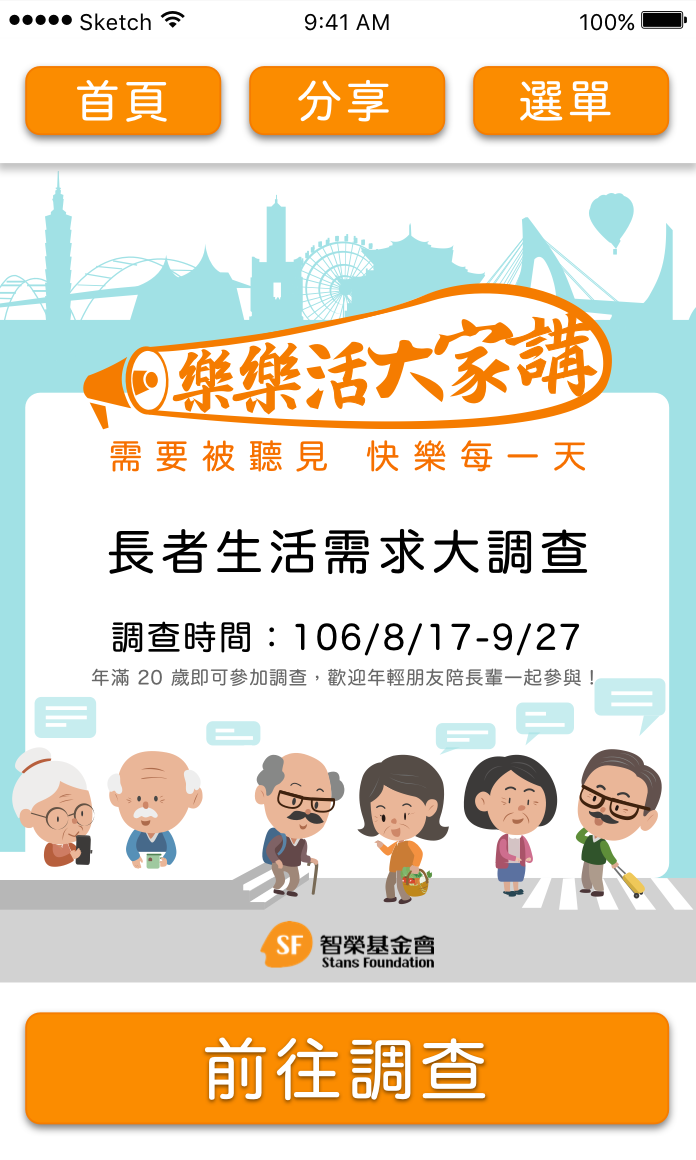 Sketch 9:41 AM 100%
首頁 分享 選單
樂樂活大家講
需要被聽見 快樂每一天
長者生活需求大調查
調查時間：106/8/17-9/27
年滿 20 歲即可參加調查，歡迎年輕朋友陪長輩一起參與！
SF 智榮基金會
Stans Foundation
前往調查